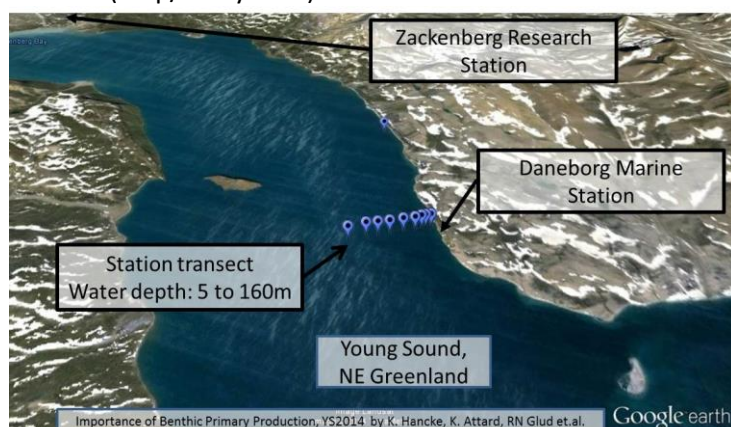 Zackenberg Research
Station
Daneborg Marine
Station
Station transect
Water depth: 5 to 160m
Young Sound,
NE Greenland
Importance of Benthic Primary Production, YS2014 by K. Hancke, K. Attard, RN Glud et.al.
Google earth